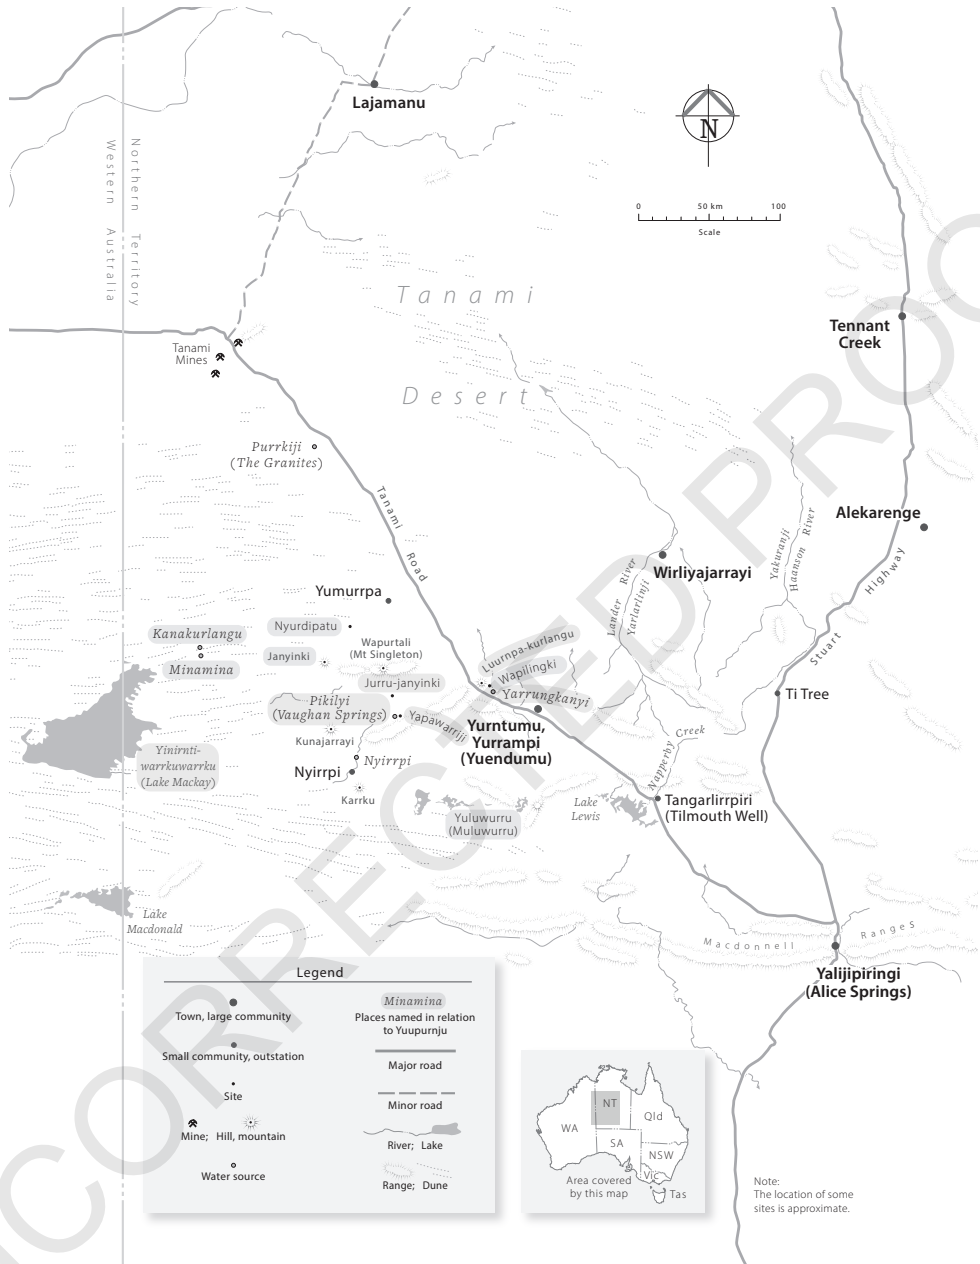 Lajamanu
Northern Territory
Western Australia
N
0 50 km 100
Scale
Tanami
Desert
Tennant
Creek
Tanami
Mines
Purrkiji
(The Granites)
Tanami Road
Alekarenge
Wirliyajarrayi
Lander River
Yarlarlinji
Yakuranji
Haanson River
Stuart Highway
Yumurrpa
Nyurdipatu
Kanakurlangu
Minamina
Janyinki
Wapurtali
(Mt Singleton)
Jurru-janyinki
Luurnpa-kurlangu
Wapilingki
Yarrungkanyi
Pikilyi
(Vaughan Springs)
Yapawarriji
Kunajarrayi
Yurntumu,
Yurrampi
(Yuendumu)
Ti Tree
Napperby Creek
Yinirnti-
warrkuwarrku
(Lake Mackay)
Nyirrpi
Nyirrpi
Karrku
Yuluwurru
(Muluwurru)
Lake
Lewis
Tangarlirrpiri
(Tilmouth Well)
Lake
Macdonald
Macdonnell Ranges
Yalijipiringi
(Alice Springs)
Legend
Town, large community
Small community, outstation
Site
Mine; Hill, mountain
Water source
Minamina
Places named in relation
to Yuupurnju
Major road
Minor road
River; Lake
Range; Dune
WA
NT
Qld
SA
NSW
Vic
Tas
Area covered
by this map
Note:
The location of some
sites is approximate.
CORRECTED PROO